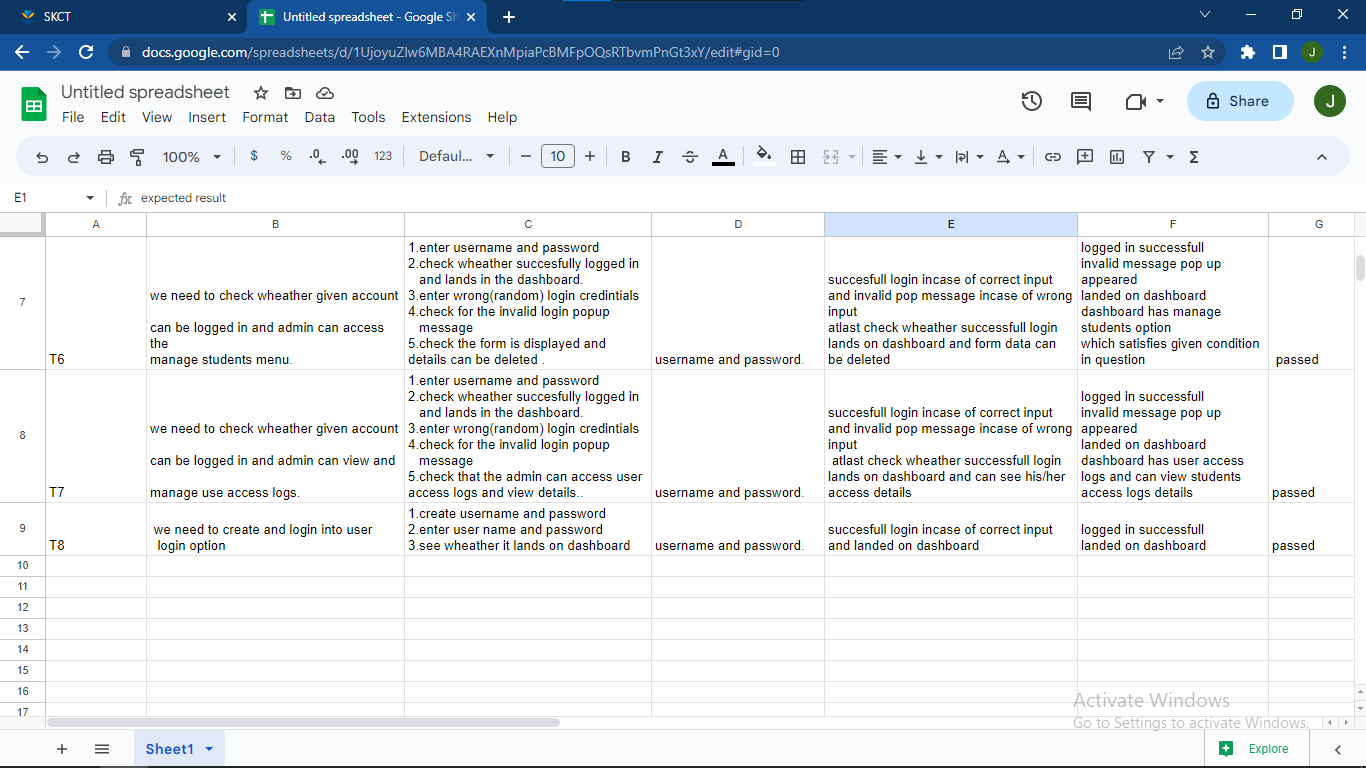 SKCT
Untitled spreadsheet - Google Sh
docs.google.com/spreadsheets/d/1UjoyuZIw6MBA4RAEXnMpiaPcBMFpOQsRTbvmPnGt3xY/edit#gid=0
J
Untitled spreadsheet
File Edit View Insert Format Data Tools Extensions Help
Share
J
100% $ % .0 .00 123 Defaul... 10 B I A
E1
fx expected result
A B C D E F G
7
T6
we need to check wheather given account
can be logged in and admin can access
the
manage students menu.
1.enter username and password
2.check wheather succesfully logged in
and lands in the dashboard.
3.enter wrong(random) login credintials
4.check for the invalid login popup
message
5.check the form is displayed and
details can be deleted .
username and password.
succesfull login incase of correct input
and invalid pop message incase of wrong
input
atlast check wheather successfull login
lands on dashboard and form data can
be deleted
logged in successfull
invalid message pop up
appeared
landed on dashboard
dashboard has manage
students option
which satisfies given condition
in question
passed
8
T7
we need to check wheather given account
can be logged in and admin can view and
manage use access logs.
1.enter username and password
2.check wheather succesfully logged in
and lands in the dashboard.
3.enter wrong(random) login credintials
4.check for the invalid login popup
message
5.check that the admin can access user
access logs and view details..
username and password.
succesfull login incase of correct input
and invalid pop message incase of wrong
input
atlast check wheather successfull login
lands on dashboard and can see his/her
access details
logged in successfull
invalid message pop up
appeared
landed on dashboard
dashboard has user access
logs and can view students
access logs details
passed
9
T8
we need to create and login into user
login option
1.create username and password
2.enter user name and password
3.see wheather it lands on dashboard
username and password.
succesfull login incase of correct input
and landed on dashboard
logged in successfull
landed on dashboard
passed
10
11
12
13
14
15
16
17
Activate Windows
Go to Settings to activate Windows.
Sheet1
Explore